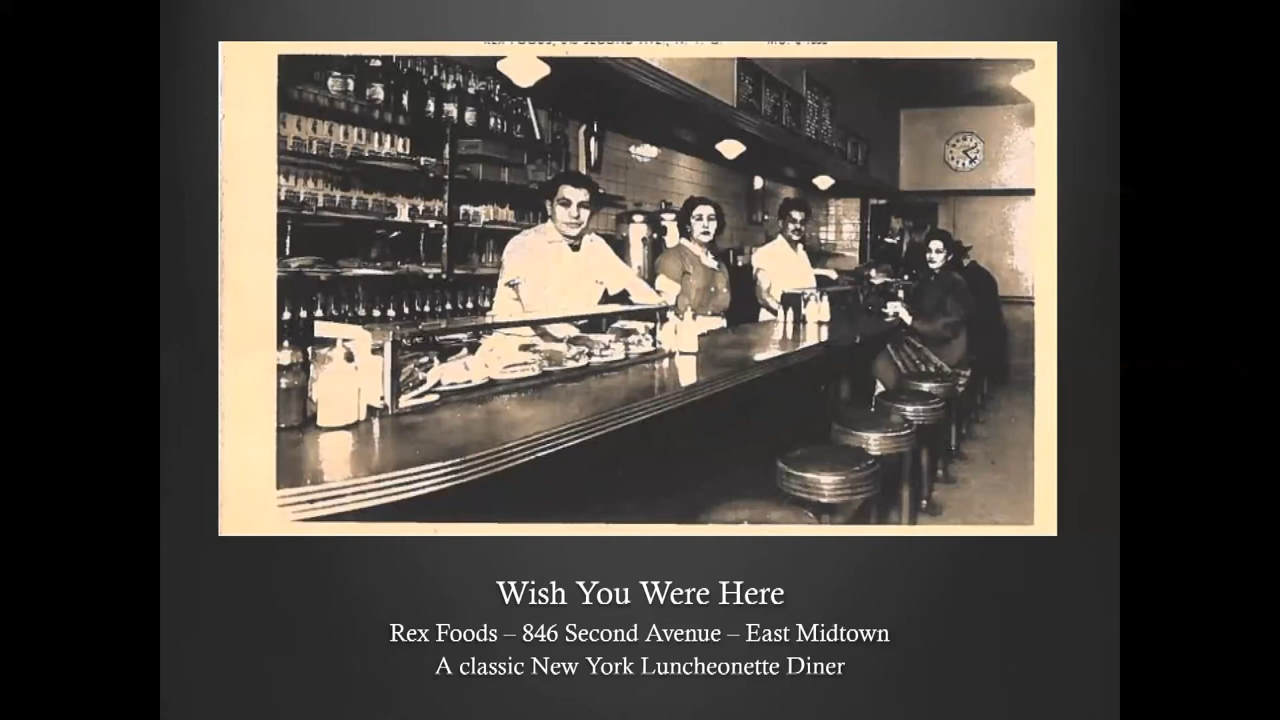 Wish You Were Here
Rex Foods – 846 Second Avenue – East Midtown
A classic New York Luncheonette Diner